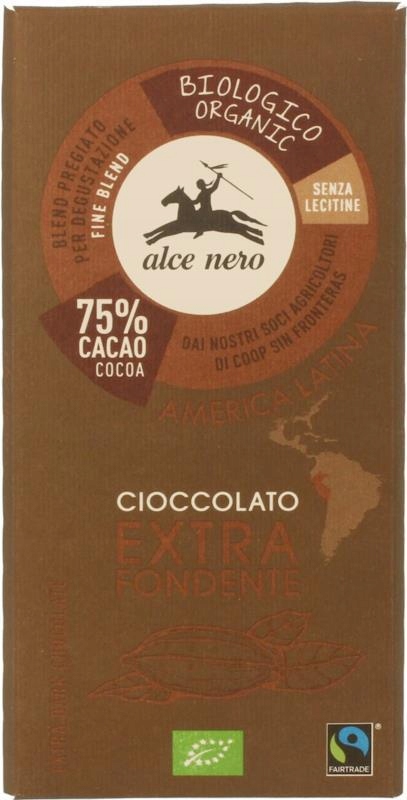 BIOLOGICO
ORGANIC
BLEND PREGIATO
PER DEGUSTAZIONE
FINE BLEND
SENZA
LECITINE
alce nero
75%
CACAO
COCOA
DAI NOSTRI SOCI AGRICOLTORI
DI COOP SIN FRONTERAS
AMERICA LATINA
CIOCCOLATO
EXTRA
FONDENTE
EXTRA DARK CHOCOLATE
FAIRTRADE
®